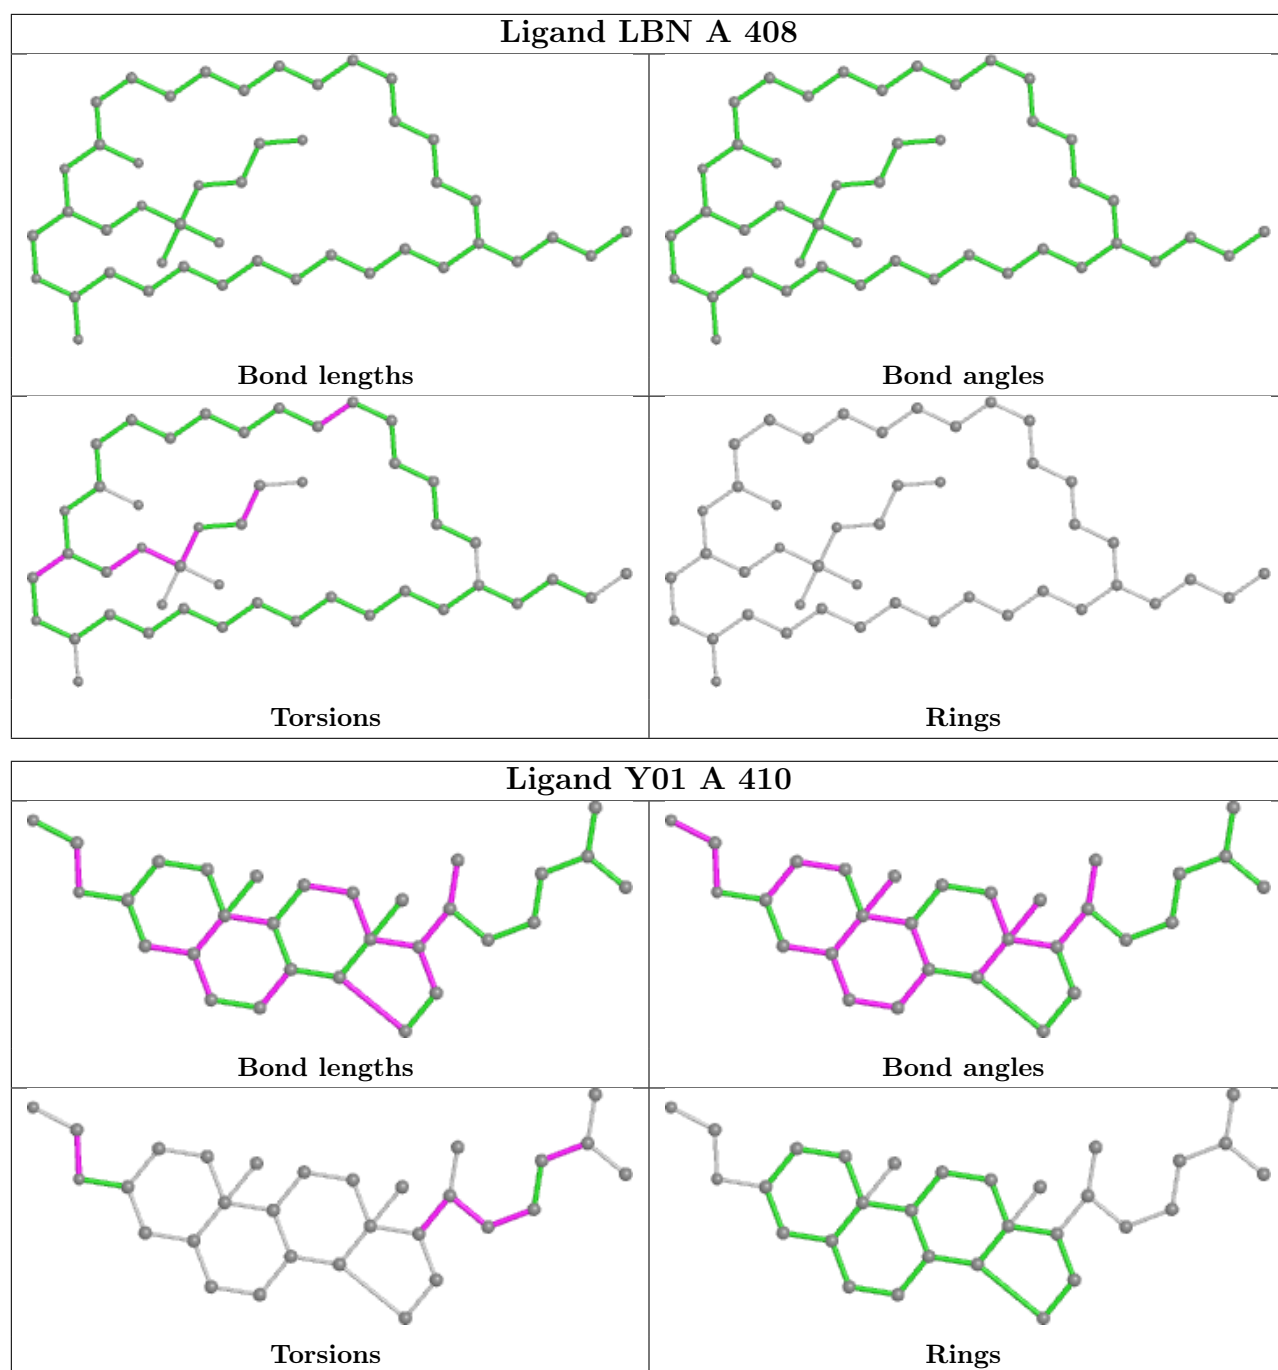 Ligand LBN A 408
Bond lengths
Bond angles
Torsions
Rings
Ligand Y01 A 410
Bond lengths
Bond angles
Torsions
Rings